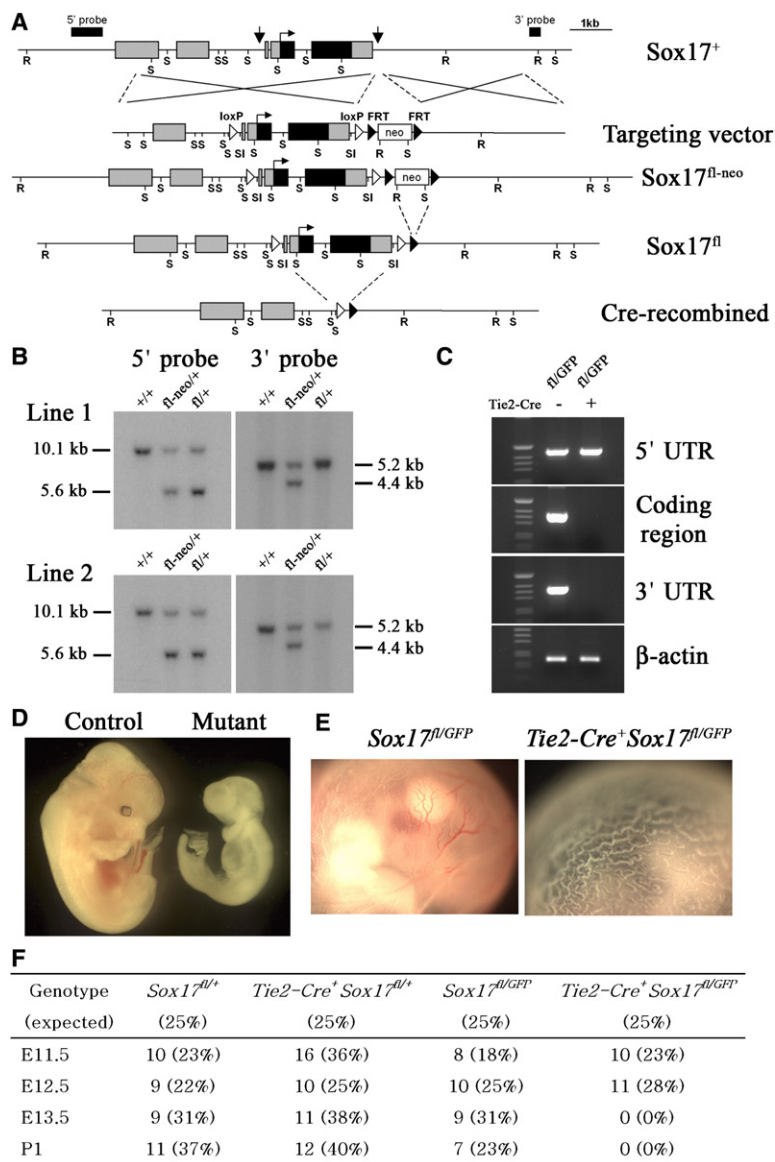 A
5' probe
3' probe
1kb
R S SS S S S S R R S
Sox17+
loxP
loxP FRT FRT
neo
S S S SI S S SI R S R
Targeting vector
neo
R S SS S SI S S SI R S R R S
Sox17fl-neo
R S SS S SI S S SI R R S
Sox17fl
R S SS S R R S
Cre-recombined
B
5' probe 3' probe
+/+ fl-neo/+ fl/+ +/+ fl-neo/+ fl/+
Line 1
10.1 kb
5.2 kb
4.4 kb
5.6 kb
+/+ fl-neo/+ fl/+ +/+ fl-neo/+ fl/+
Line 2
10.1 kb
5.2 kb
4.4 kb
5.6 kb
C
fl/GFP fl/GFP
Tie2-Cre - +
5' UTR
Coding
region
3' UTR
β-actin
D
Control Mutant
E
Sox17fl/GFP Tie2-Cre+Sox17fl/GFP
F
Genotype Sox17fl/+ Tie2-Cre+Sox17fl/+ Sox17fl/GFP Tie2-Cre+Sox17fl/GFP
(expected) (25%) (25%) (25%) (25%)
E11.5 10 (23%) 16 (36%) 8 (18%) 10 (23%)
E12.5 9 (22%) 10 (25%) 10 (25%) 11 (28%)
E13.5 9 (31%) 11 (38%) 9 (31%) 0 (0%)
P1 11 (37%) 12 (40%) 7 (23%) 0 (0%)